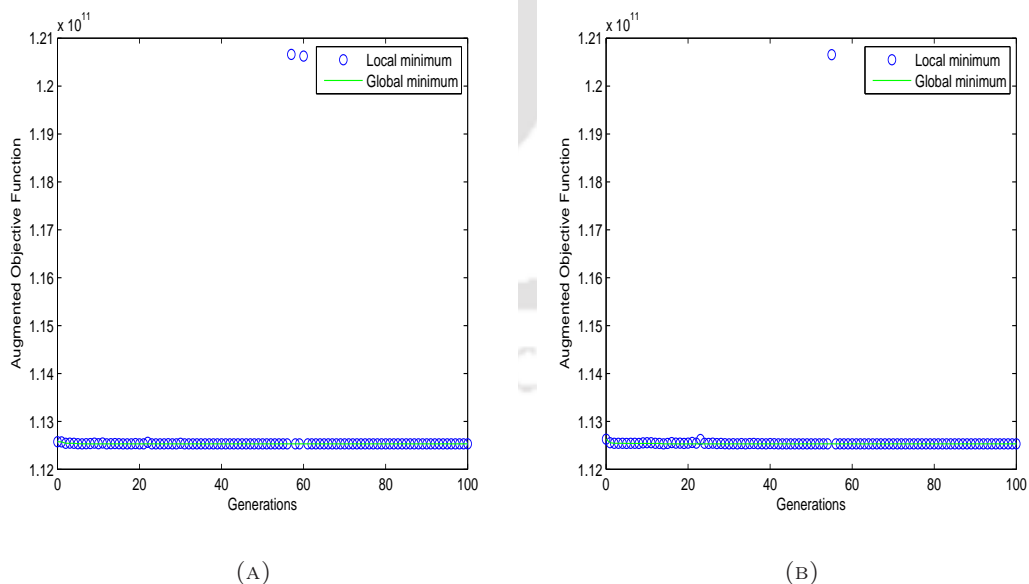 x 10^11
1.21
1.2
1.19
1.18
1.17
1.16
1.15
1.14
1.13
1.12
Augmented Objective Function
0 20 40 60 80 100
Generations
Local minimum
Global minimum
(A)
x 10^11
1.21
1.2
1.19
1.18
1.17
1.16
1.15
1.14
1.13
1.12
Augmented Objective Function
0 20 40 60 80 100
Generations
Local minimum
Global minimum
(B)